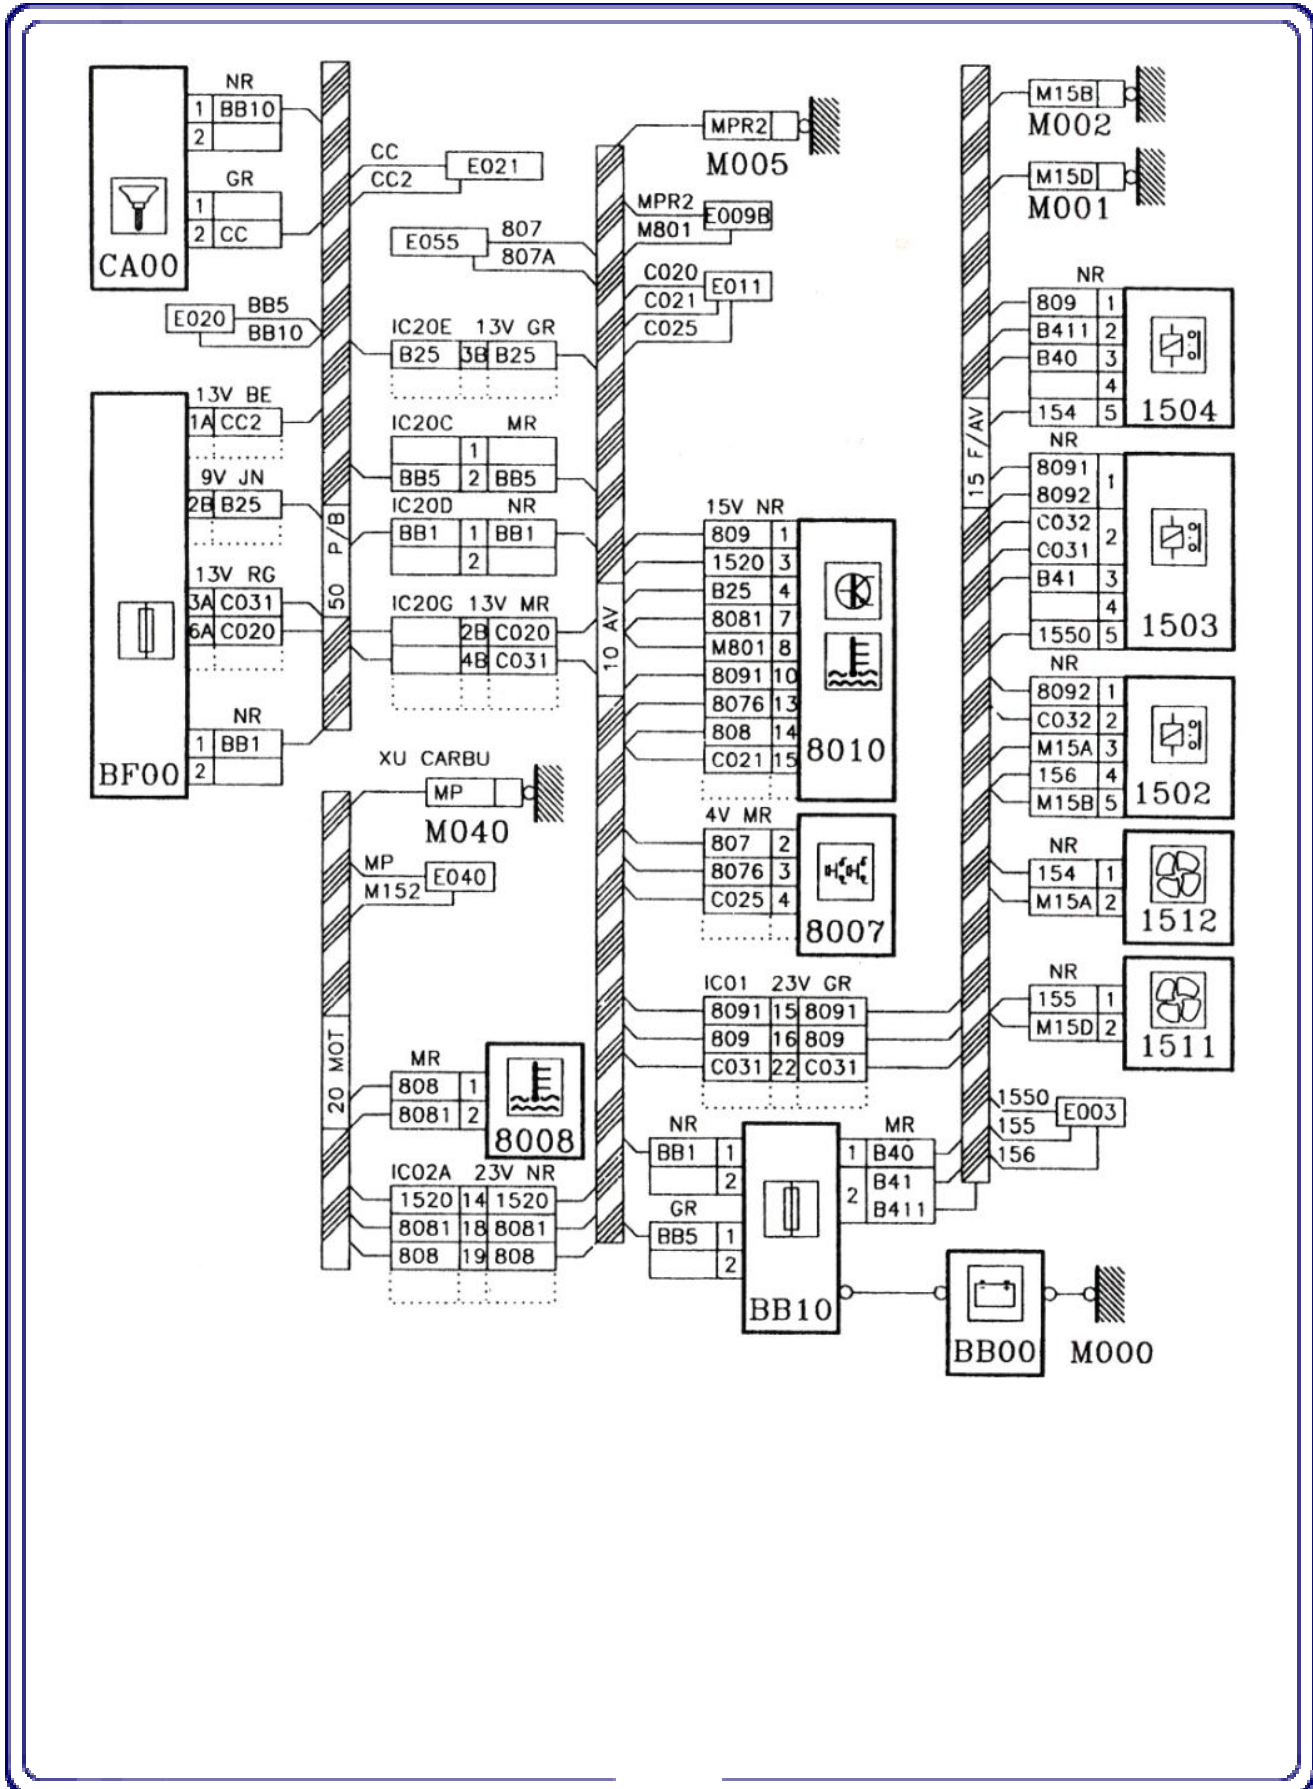 NR
1 BB10
2
GR
1
2 CC
CA00
CC
CC2
E021
E020
BB5
BB10
E055
807
807A
13V BE
1A CC2
9V JN
2B B25
13V RG
3A C031
6A C020
NR
1 BB1
2
BF00
50 P/B
IC20E 13V GR
B25 3B B25
IC20C MR
1
BB5 2 BB5
IC20D NR
BB1 1 BB1
2
IC20G 13V MR
2B C020
4B C031
XU CARBU
MP
M040
MP
M152
E040
20 MOT
MR
808 1
8081 2
8008
IC02A 23V NR
1520 14 1520
8081 18 8081
808 19 808
10 AV
MPR2
M005
MPR2
M801
E009B
C020
C021
C025
E011
15V NR
809 1
1520 3
B25 4
8081 7
M801 8
8091 10
8076 13
808 14
C021 15
8010
4V MR
807 2
8076 3
C025 4
8007
IC01 23V GR
8091 15 8091
809 16 809
C031 22 C031
NR
BB1 1
2
GR
BB5 1
2
BB10
MR
1 B40
2 B41
B411
BB00
M000
15 F/AV
M15B
M002
M15D
M001
NR
809 1
B411 2
B40 3
4
154 5
1504
NR
8091 1
8092
C032 2
C031
B41 3
4
1550 5
1503
NR
8092 1
C032 2
M15A 3
156 4
M15B 5
1502
NR
154 1
M15A 2
1512
NR
155 1
M15D 2
1511
1550
155
156
E003